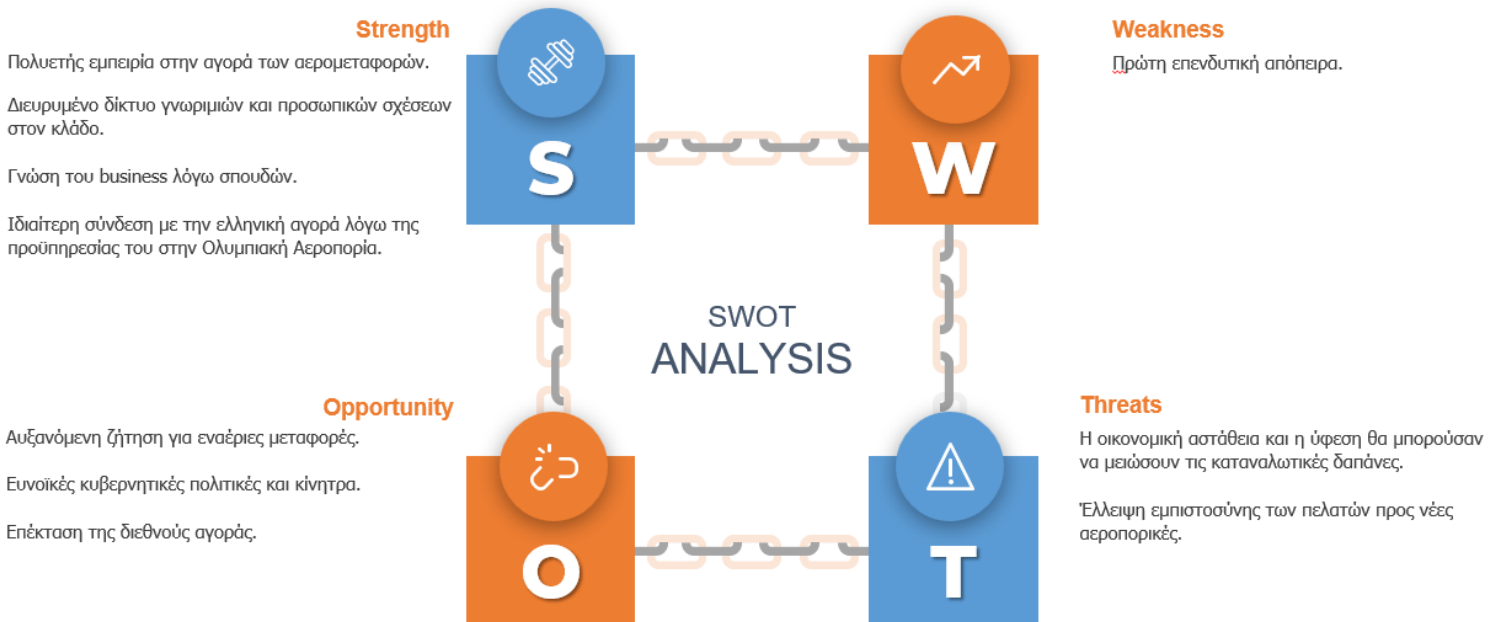 Strength
Πολυετής εμπειρία στην αγορά των αερομεταφορών.
Διευρυμένο δίκτυο γνωριμιών και προσωπικών σχέσεων
στον κλάδο.
Γνώση του business λόγω σπουδών.
Ιδιαίτερη σύνδεση με την ελληνική αγορά λόγω της
προϋπηρεσίας του στην Ολυμπιακή Αεροπορία.
S
W
Weakness
Πρώτη επενδυτική απόπειρα.
SWOT
ANALYSIS
Opportunity
Αυξανόμενη ζήτηση για εναέριες μεταφορές.
Ευνοϊκές κυβερνητικές πολιτικές και κίνητρα.
Επέκταση της διεθνούς αγοράς.
O
T
Threats
Η οικονομική αστάθεια και η ύφεση θα μπορούσαν
να μειώσουν τις καταναλωτικές δαπάνες.
Έλλειψη εμπιστοσύνης των πελατών προς νέες
αεροπορικές.